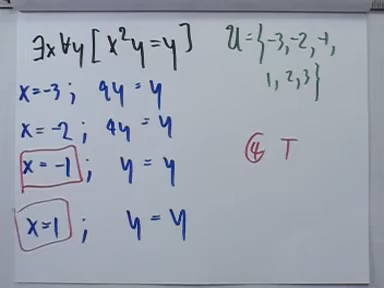 ∃x∀y[x²y=y]
U={-3,-2,-1,
1,2,3}
x=-3; 9y=y
x=-2; 4y=y
x=-1; y=y
④ T
x=1; y=y